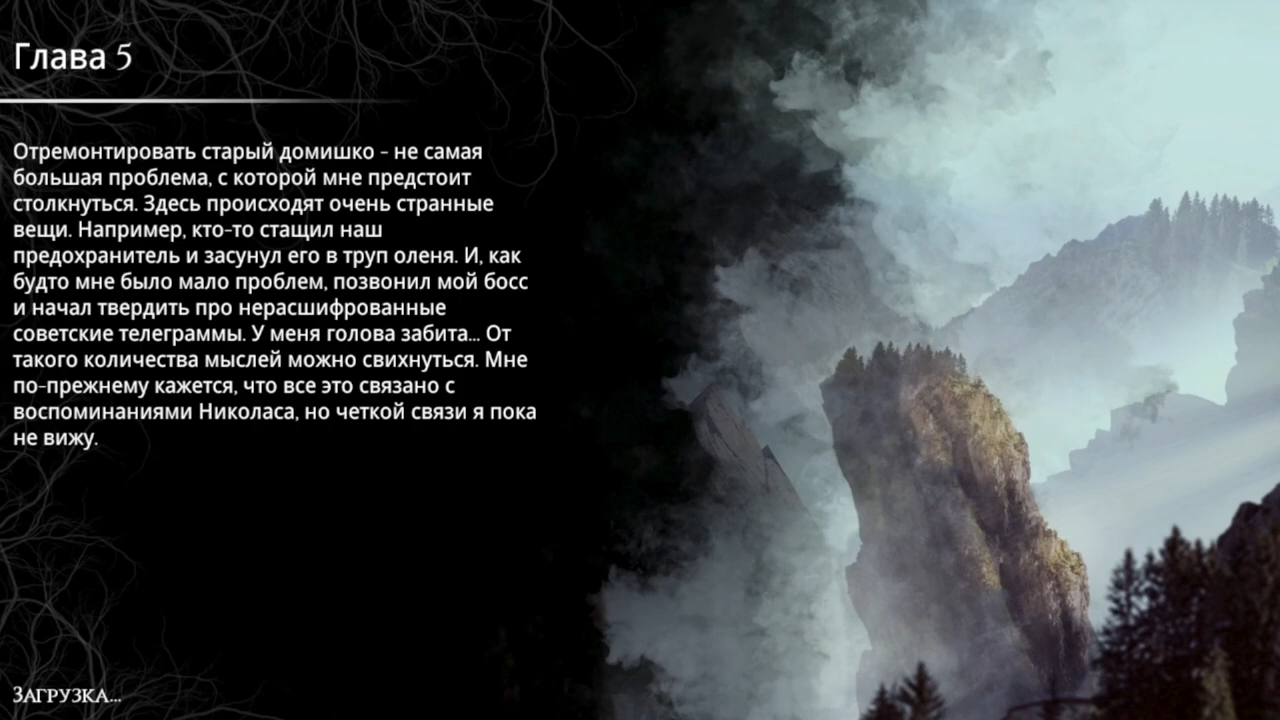 Глава 5
Отремонтировать старый домишко - не самая
большая проблема, с которой мне предстоит
столкнуться. Здесь происходят очень странные
вещи. Например, кто-то стащил наш
предохранитель и засунул его в труп оленя. И, как
будто мне было мало проблем, позвонил мой босс
и начал твердить про нерасшифрованные
советские телеграммы. У меня голова забита... От
такого количества мыслей можно свихнуться. Мне
по-прежнему кажется, что все это связано с
воспоминаниями Николаса, но четкой связи я пока
не вижу.
Загрузка...